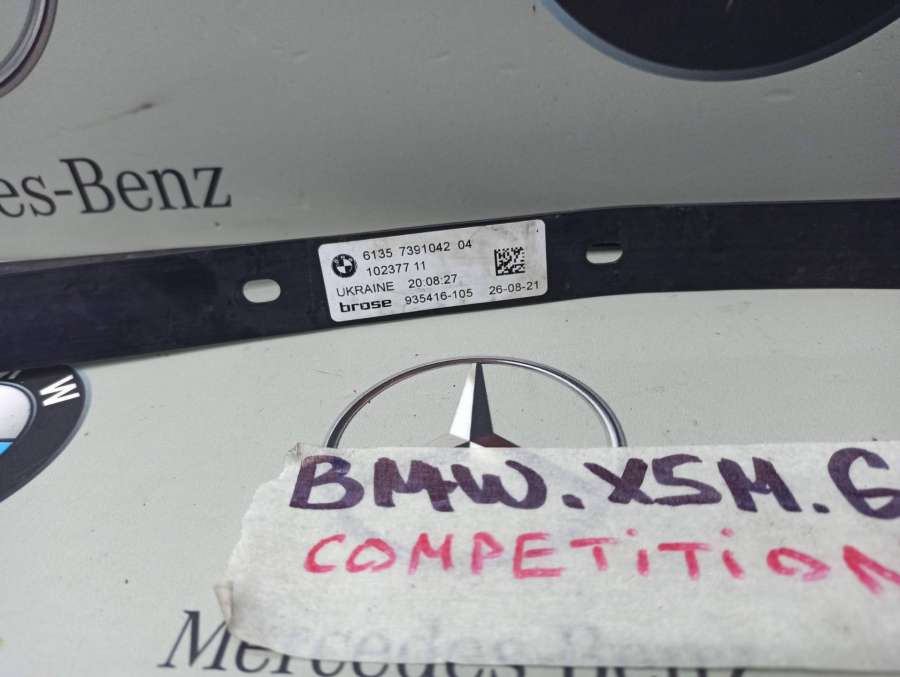 es-Benz
6135 7391042 04
102377 11
UKRAINE 20:08:27
brose 935416-105 26-08-21
W
BMW.X5M.G
COMPETITION
Mercedes-Benz